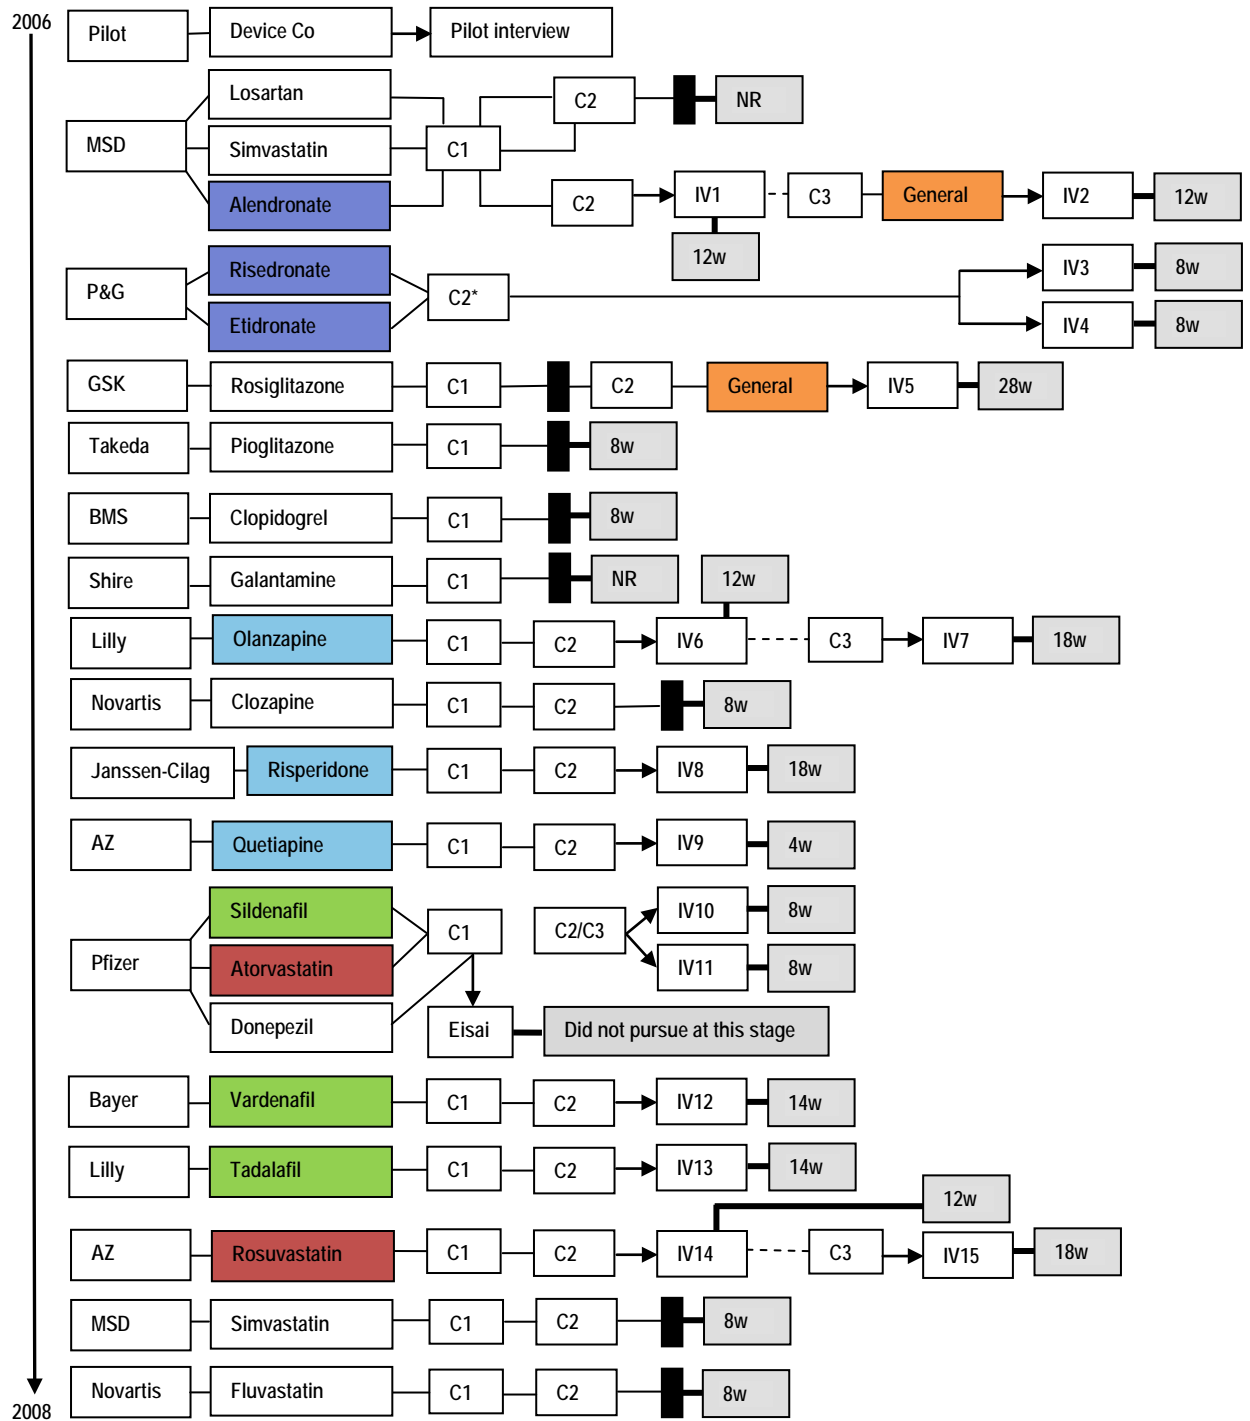 2006
Pilot
Device Co
Pilot interview
MSD
Losartan
Simvastatin
Alendronate
C1
C2
NR
C2
IV1
12w
C3
General
IV2
12w
P&G
Risedronate
Etidronate
C2*
IV3
8w
IV4
8w
GSK
Rosiglitazone
C1
C2
General
IV5
28w
Takeda
Pioglitazone
C1
8w
BMS
Clopidogrel
C1
8w
Shire
Galantamine
C1
NR
Lilly
Olanzapine
C1
C2
IV6
12w
C3
IV7
18w
Novartis
Clozapine
C1
C2
8w
Janssen-Cilag
Risperidone
C1
C2
IV8
18w
AZ
Quetiapine
C1
C2
IV9
4w
Pfizer
Sildenafil
Atorvastatin
Donepezil
C1
C2/C3
IV10
8w
IV11
8w
Eisai
Did not pursue at this stage
Bayer
Vardenafil
C1
C2
IV12
14w
Lilly
Tadalafil
C1
C2
IV13
14w
AZ
Rosuvastatin
C1
C2
IV14
12w
C3
IV15
18w
MSD
Simvastatin
C1
C2
8w
Novartis
Fluvastatin
C1
C2
8w
2008